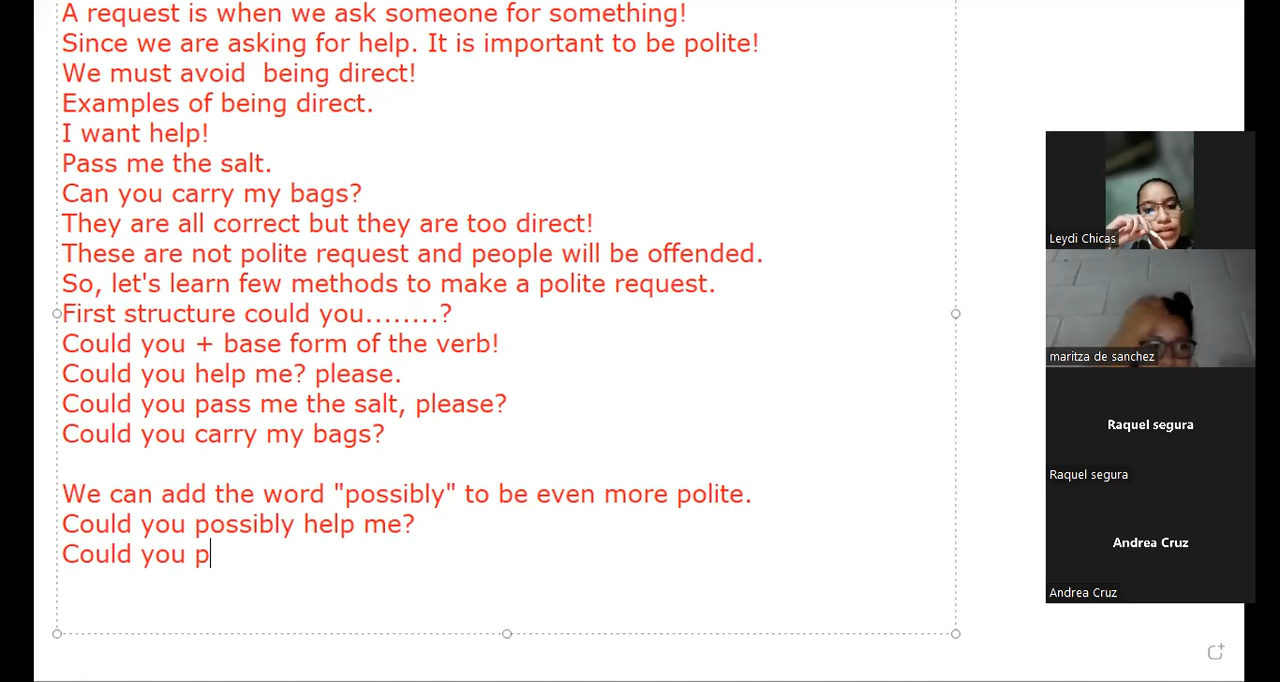 A request is when we ask someone for something!
Since we are asking for help. It is important to be polite!
We must avoid  being direct!
Examples of being direct.
I want help!
Pass me the salt.
Can you carry my bags?
They are all correct but they are too direct!
These are not polite request and people will be offended.
So, let's learn few methods to make a polite request.
First structure could you........?
Could you + base form of the verb!
Could you help me? please.
Could you pass me the salt, please?
Could you carry my bags?
We can add the word "possibly" to be even more polite.
Could you possibly help me?
Could you p
Leydi Chicas
maritza de sanchez
Raquel segura
Raquel segura
Andrea Cruz
Andrea Cruz